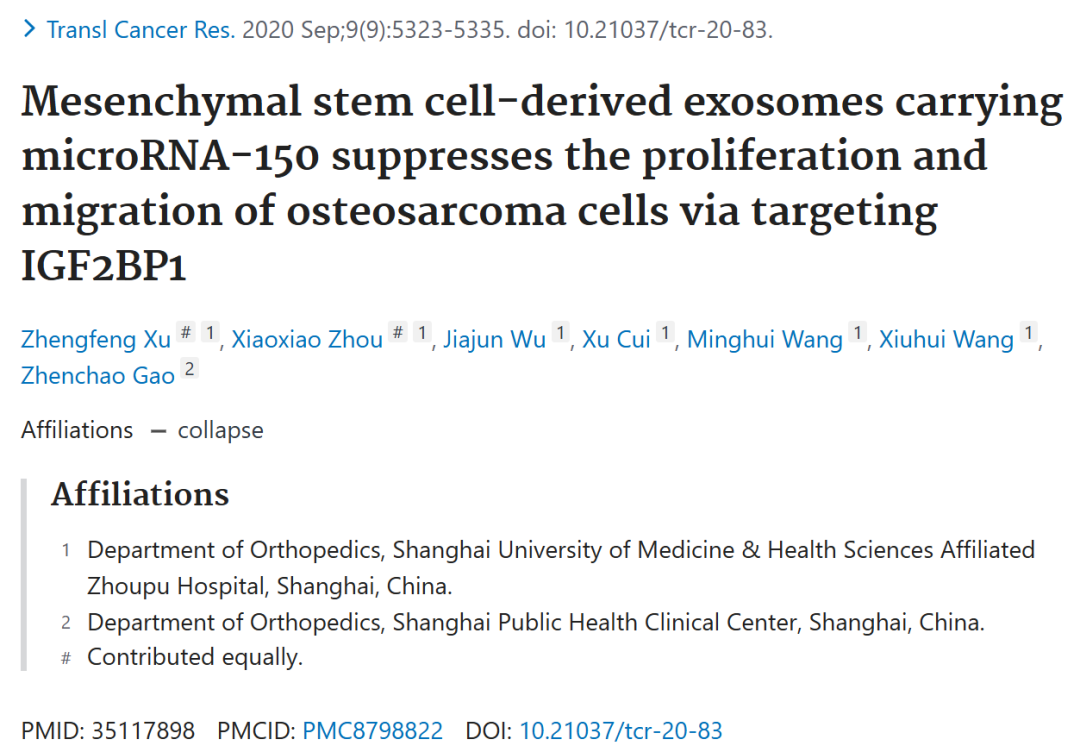 Transl Cancer Res. 2020 Sep;9(9):5323-5335. doi: 10.21037/tcr-20-83.
Mesenchymal stem cell-derived exosomes carrying
microRNA-150 suppresses the proliferation and
migration of osteosarcoma cells via targeting
IGF2BP1
Zhengfeng Xu # 1, Xiaoxiao Zhou # 1, Jiajun Wu 1, Xu Cui 1, Minghui Wang 1, Xiuhui Wang 1,
Zhenchao Gao 2
Affiliations — collapse
Affiliations
1 Department of Orthopedics, Shanghai University of Medicine & Health Sciences Affiliated
Zhoupu Hospital, Shanghai, China.
2 Department of Orthopedics, Shanghai Public Health Clinical Center, Shanghai, China.
# Contributed equally.
PMID: 35117898 PMCID: PMC8798822 DOI: 10.21037/tcr-20-83